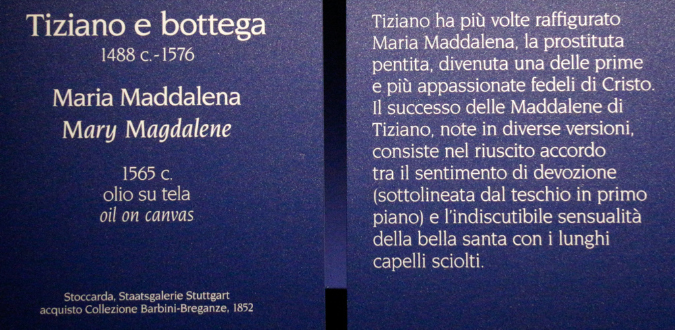 Tiziano e bottega
1488 c.-1576
Maria Maddalena
Mary Magdalene
1565 c.
olio su tela
oil on canvas
Stoccarda, Staatsgalerie Stuttgart
acquisto Collezione Barbini-Breganze, 1852
Tiziano ha più volte raffigurato
Maria Maddalena, la prostituta
pentita, divenuta una delle prime
e più appassionate fedeli di Cristo.
Il successo delle Maddalene di
Tiziano, note in diverse versioni,
consiste nel riuscito accordo
tra il sentimento di devozione
(sottolineata dal teschio in primo
piano) e l'indiscutibile sensualità
della bella santa con i lunghi
capelli sciolti.